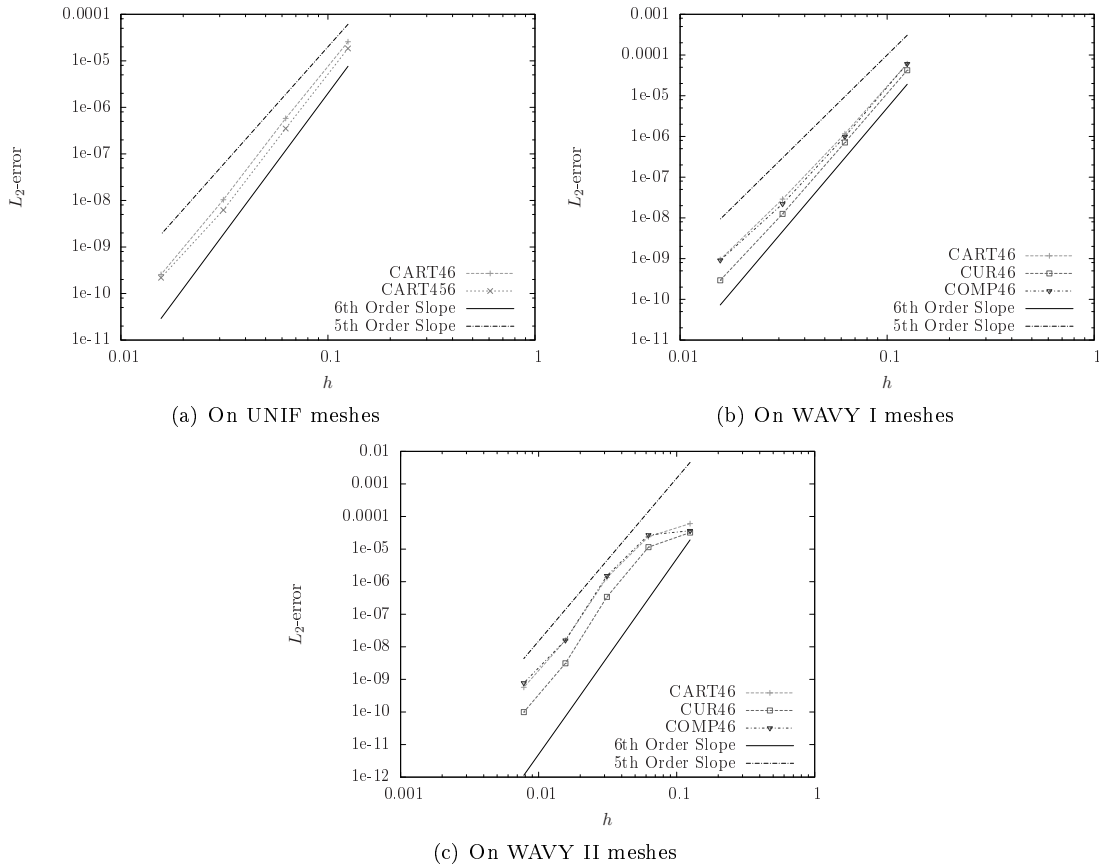 0.0001
1e-05
1e-06
1e-07
1e-08
1e-09
1e-10
1e-11
0.01
0.1
1
L2-error
h
CART46
CART456
6th Order Slope
5th Order Slope
(a) On UNIF meshes
0.001
0.0001
1e-05
1e-06
1e-07
1e-08
1e-09
1e-10
1e-11
0.01
0.1
1
L2-error
h
CART46
CUR46
COMP46
6th Order Slope
5th Order Slope
(b) On WAVY I meshes
0.01
0.001
0.0001
1e-05
1e-06
1e-07
1e-08
1e-09
1e-10
1e-11
1e-12
0.001
0.01
0.1
1
L2-error
h
CART46
CUR46
COMP46
6th Order Slope
5th Order Slope
(c) On WAVY II meshes